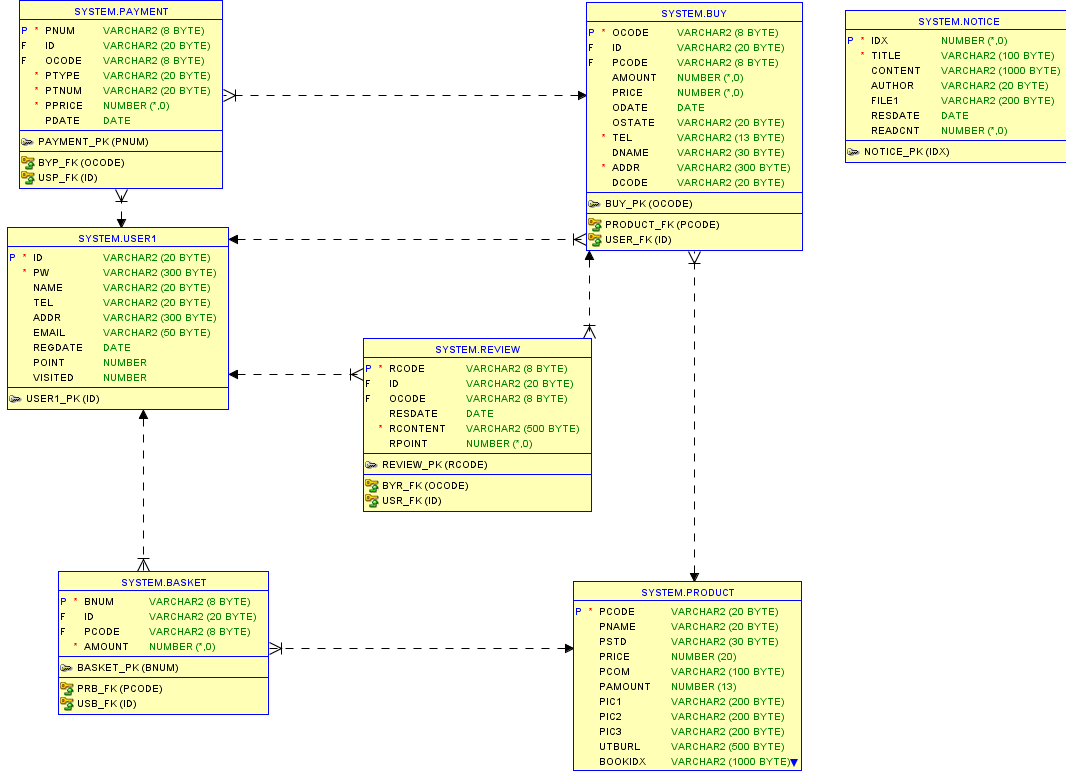 SYSTEM.PAYMENT
P * PNUM VARCHAR2 (8 BYTE)
F ID VARCHAR2 (20 BYTE)
F OCODE VARCHAR2 (8 BYTE)
* PTYPE VARCHAR2 (20 BYTE)
* PTNUM VARCHAR2 (20 BYTE)
* PPRICE NUMBER (*,0)
PDATE DATE
PAYMENT_PK (PNUM)
BYP_FK (OCODE)
USP_FK (ID)
SYSTEM.BUY
P * OCODE VARCHAR2 (8 BYTE)
F ID VARCHAR2 (20 BYTE)
F PCODE VARCHAR2 (8 BYTE)
AMOUNT NUMBER (*,0)
PRICE NUMBER (*,0)
ODATE DATE
OSTATE VARCHAR2 (20 BYTE)
* TEL VARCHAR2 (13 BYTE)
DNAME VARCHAR2 (30 BYTE)
* ADDR VARCHAR2 (300 BYTE)
DCODE VARCHAR2 (20 BYTE)
BUY_PK (OCODE)
PRODUCT_FK (PCODE)
USER_FK (ID)
SYSTEM.NOTICE
P * IDX NUMBER (*,0)
* TITLE VARCHAR2 (100 BYTE)
CONTENT VARCHAR2 (1000 BYTE)
AUTHOR VARCHAR2 (20 BYTE)
FILE1 VARCHAR2 (200 BYTE)
RESDATE DATE
READCNT NUMBER (*,0)
NOTICE_PK (IDX)
SYSTEM.USER1
P * ID VARCHAR2 (20 BYTE)
* PW VARCHAR2 (300 BYTE)
NAME VARCHAR2 (20 BYTE)
TEL VARCHAR2 (20 BYTE)
ADDR VARCHAR2 (300 BYTE)
EMAIL VARCHAR2 (50 BYTE)
REGDATE DATE
POINT NUMBER
VISITED NUMBER
USER1_PK (ID)
SYSTEM.REVIEW
P * RCODE VARCHAR2 (8 BYTE)
F ID VARCHAR2 (20 BYTE)
F OCODE VARCHAR2 (8 BYTE)
RESDATE DATE
* RCONTENT VARCHAR2 (500 BYTE)
RPOINT NUMBER (*,0)
REVIEW_PK (RCODE)
BYR_FK (OCODE)
USR_FK (ID)
SYSTEM.BASKET
P * BNUM VARCHAR2 (8 BYTE)
F ID VARCHAR2 (20 BYTE)
F PCODE VARCHAR2 (8 BYTE)
* AMOUNT NUMBER (*,0)
BASKET_PK (BNUM)
PRB_FK (PCODE)
USB_FK (ID)
SYSTEM.PRODUCT
P * PCODE VARCHAR2 (20 BYTE)
PNAME VARCHAR2 (20 BYTE)
PSTD VARCHAR2 (30 BYTE)
PRICE NUMBER (20)
PCOM VARCHAR2 (100 BYTE)
PAMOUNT NUMBER (13)
PIC1 VARCHAR2 (200 BYTE)
PIC2 VARCHAR2 (200 BYTE)
PIC3 VARCHAR2 (200 BYTE)
UTBURL VARCHAR2 (500 BYTE)
BOOKIDX VARCHAR2 (1000 BYTE)